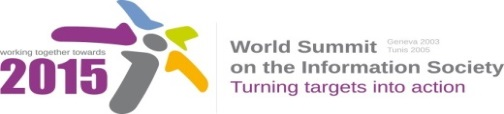 working together towards
2015
World Summit
Geneva 2003
Tunis 2005
on the Information Society
Turning targets into action